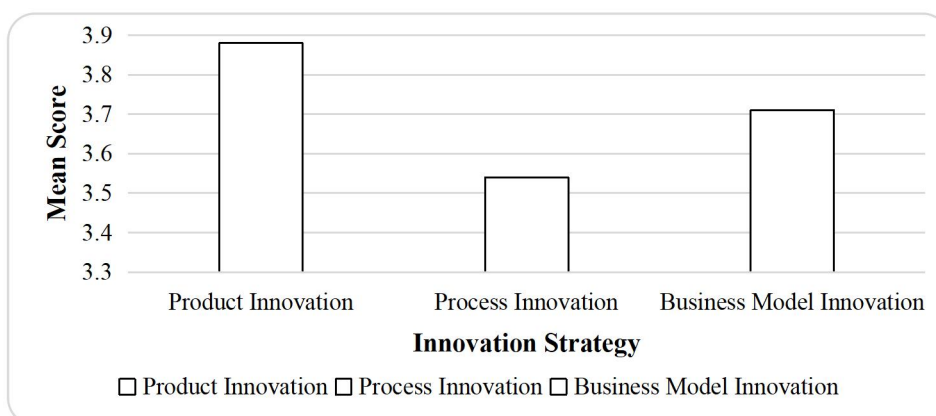 3.9
3.8
3.7
3.6
3.5
3.4
3.3
Mean Score
Product Innovation
Process Innovation
Business Model Innovation
Innovation Strategy
Product Innovation Process Innovation Business Model Innovation